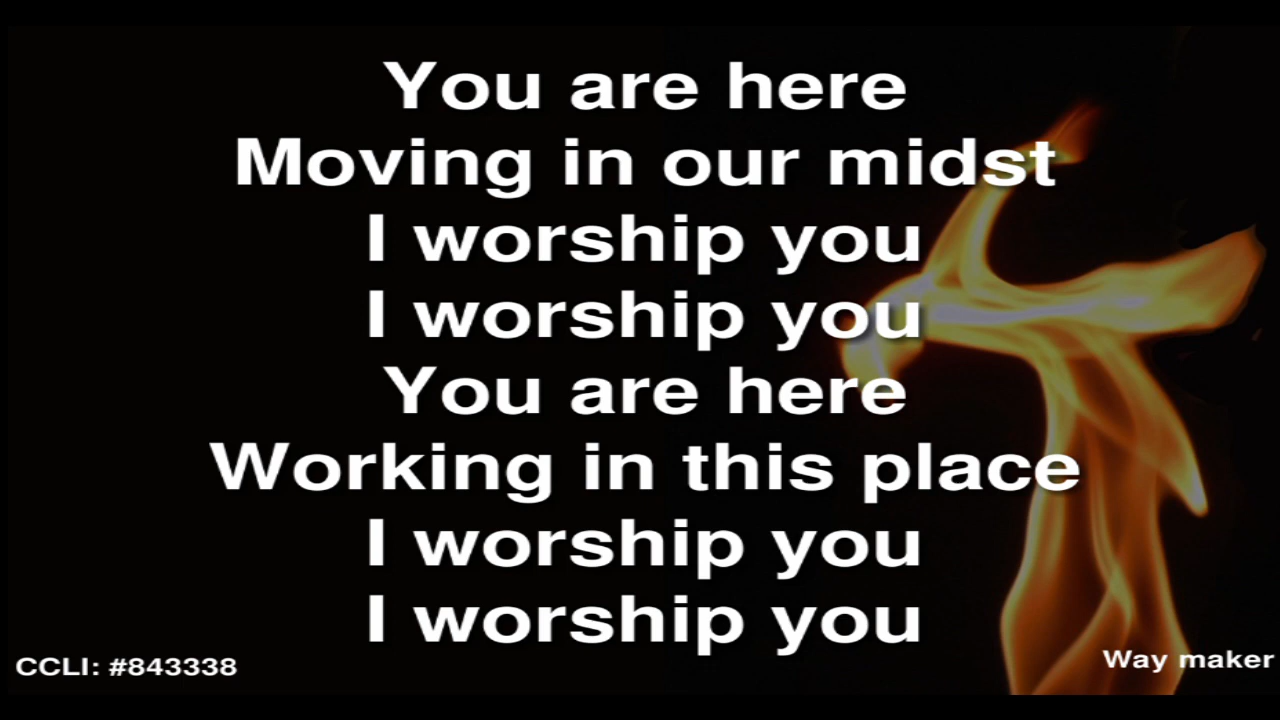 You are here
Moving in our midst
I worship you
I worship you
You are here
Working in this place
I worship you
I worship you
CCLI: #843338
Way maker